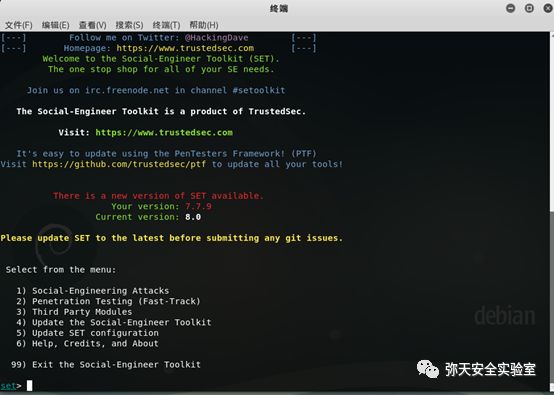 终端
文件(F) 编辑(E) 查看(V) 搜索(S) 终端(T) 帮助(H)
[---] Follow me on Twitter: @HackingDave [---]
[---] Homepage: https://www.trustedsec.com [---]
Welcome to the Social-Engineer Toolkit (SET).
The one stop shop for all of your SE needs.
Join us on irc.freenode.net in channel #setoolkit
The Social-Engineer Toolkit is a product of TrustedSec.
Visit: https://www.trustedsec.com
It's easy to update using the PenTesters Framework! (PTF)
Visit https://github.com/trustedsec/ptf to update all your tools!
There is a new version of SET available.
Your version: 7.7.9
Current version: 8.0
Please update SET to the latest before submitting any git issues.
Select from the menu:
1) Social-Engineering Attacks
2) Penetration Testing (Fast-Track)
3) Third Party Modules
4) Update the Social-Engineer Toolkit
5) Update SET configuration
6) Help, Credits, and About
99) Exit the Social-Engineer Toolkit
set>
debian
弥天安全实验室